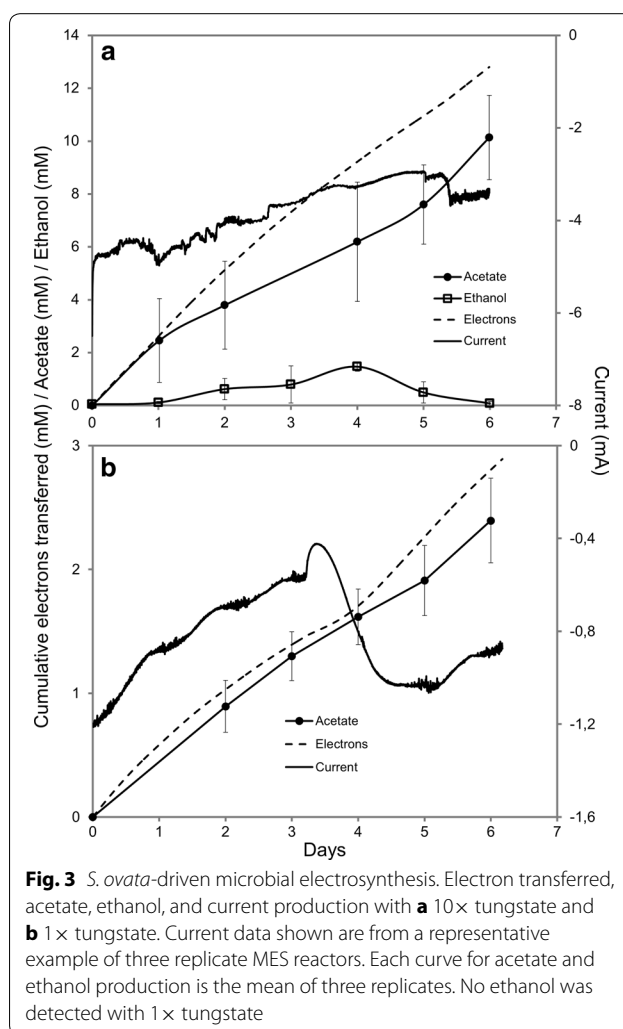 a
14
12
10
8
6
4
2
0
0
-2
-4
-6
-8
0 1 2 3 4 5 6 7
Acetate
Ethanol
Electrons
Current
Cumulative electrons transferred (mM) / Acetate (mM) / Ethanol (mM)
Current (mA)
b
3
2
1
0
0
-0,4
-0,8
-1,2
-1,6
Acetate
Electrons
Current
0 1 2 3 4 5 6 7
Days
Fig. 3 S. ovata-driven microbial electrosynthesis. Electron transferred,
acetate, ethanol, and current production with a 10× tungstate and
b 1× tungstate. Current data shown are from a representative
example of three replicate MES reactors. Each curve for acetate and
ethanol production is the mean of three replicates. No ethanol was
detected with 1× tungstate